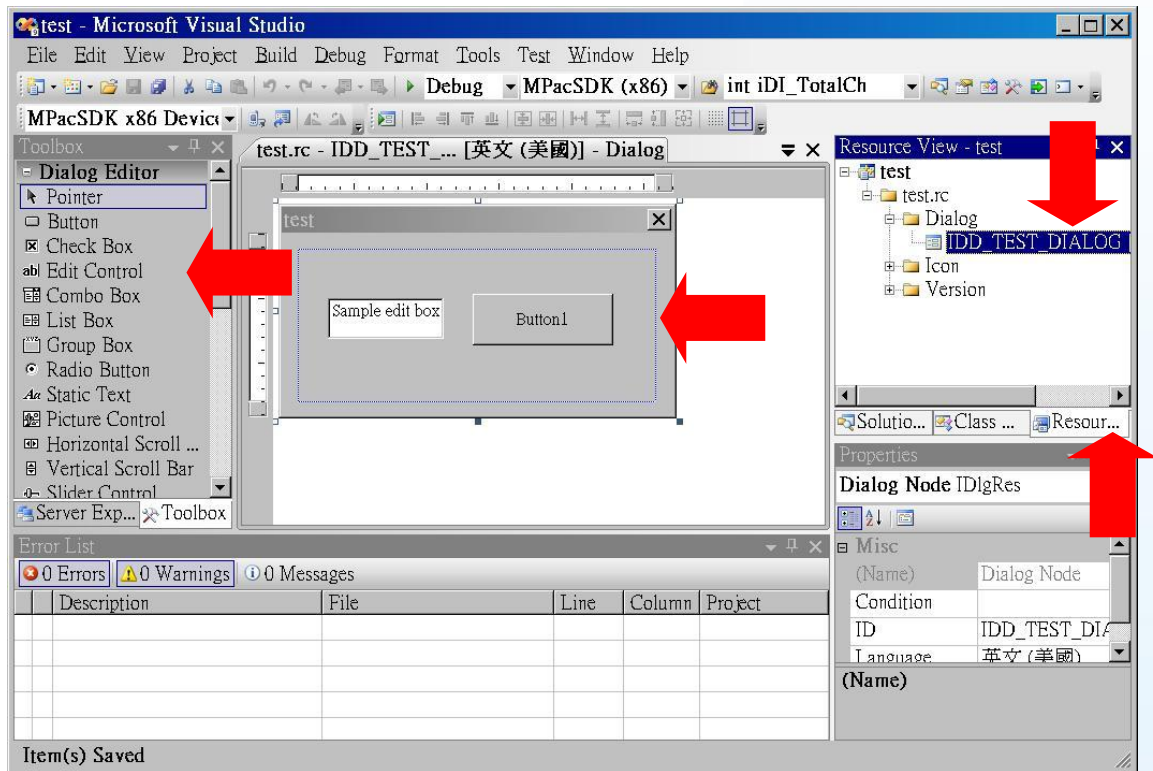 test - Microsoft Visual Studio
File Edit View Project Build Debug Format Tools Test Window Help
Debug MPacSDK (x86) int iDI_TotalCh
MPacSDK x86 Device
Toolbox
Dialog Editor
Pointer
Button
Check Box
Edit Control
Combo Box
List Box
Group Box
Radio Button
Static Text
Picture Control
Horizontal Scroll ...
Vertical Scroll Bar
Slider Control
Server Exp... Toolbox
test.rc - IDD_TEST_... [英文 (美國)] - Dialog
test
Sample edit box
Button1
Resource View - test
test
test.rc
Dialog
IDD_TEST_DIALOG
Icon
Version
Solutio... Class ... Resour...
Properties
Dialog Node IDlgRes
Misc
(Name) Dialog Node
Condition
ID IDD_TEST_DIA
Language 英文 (美國)
(Name)
Error List
0 Errors 0 Warnings 0 Messages
Description File Line Column Project
Item(s) Saved